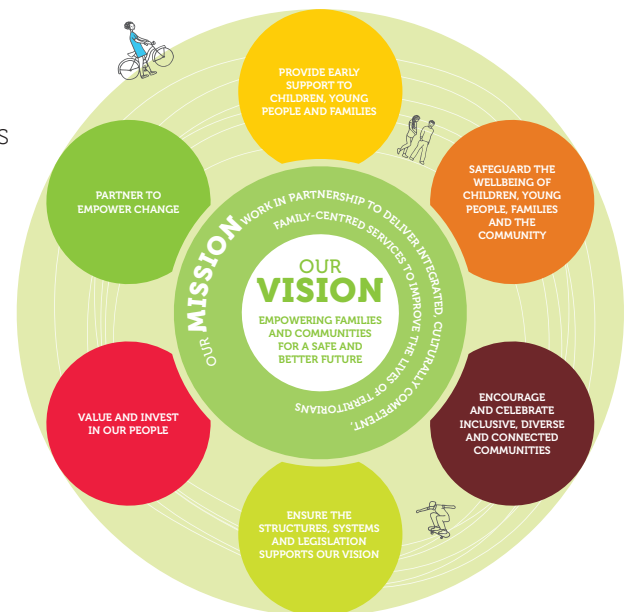 S
PROVIDE EARLY
SUPPORT TO
CHILDREN, YOUNG
PEOPLE AND FAMILIES
SAFEGUARD THE
WELLBEING OF
CHILDREN, YOUNG
PEOPLE, FAMILIES
AND THE
COMMUNITY
ENCOURAGE
AND CELEBRATE
INCLUSIVE, DIVERSE
AND CONNECTED
COMMUNITIES
ENSURE THE
STRUCTURES, SYSTEMS
AND LEGISLATION
SUPPORTS OUR VISION
VALUE AND INVEST
IN OUR PEOPLE
PARTNER TO
EMPOWER CHANGE
OUR MISSION
WORK IN PARTNERSHIP TO DELIVER INTEGRATED, CULTURALLY COMPETENT,
FAMILY-CENTRED SERVICES TO IMPROVE THE LIVES OF TERRITORIANS
OUR
VISION
EMPOWERING FAMILIES
AND COMMUNITIES
FOR A SAFE AND
BETTER FUTURE